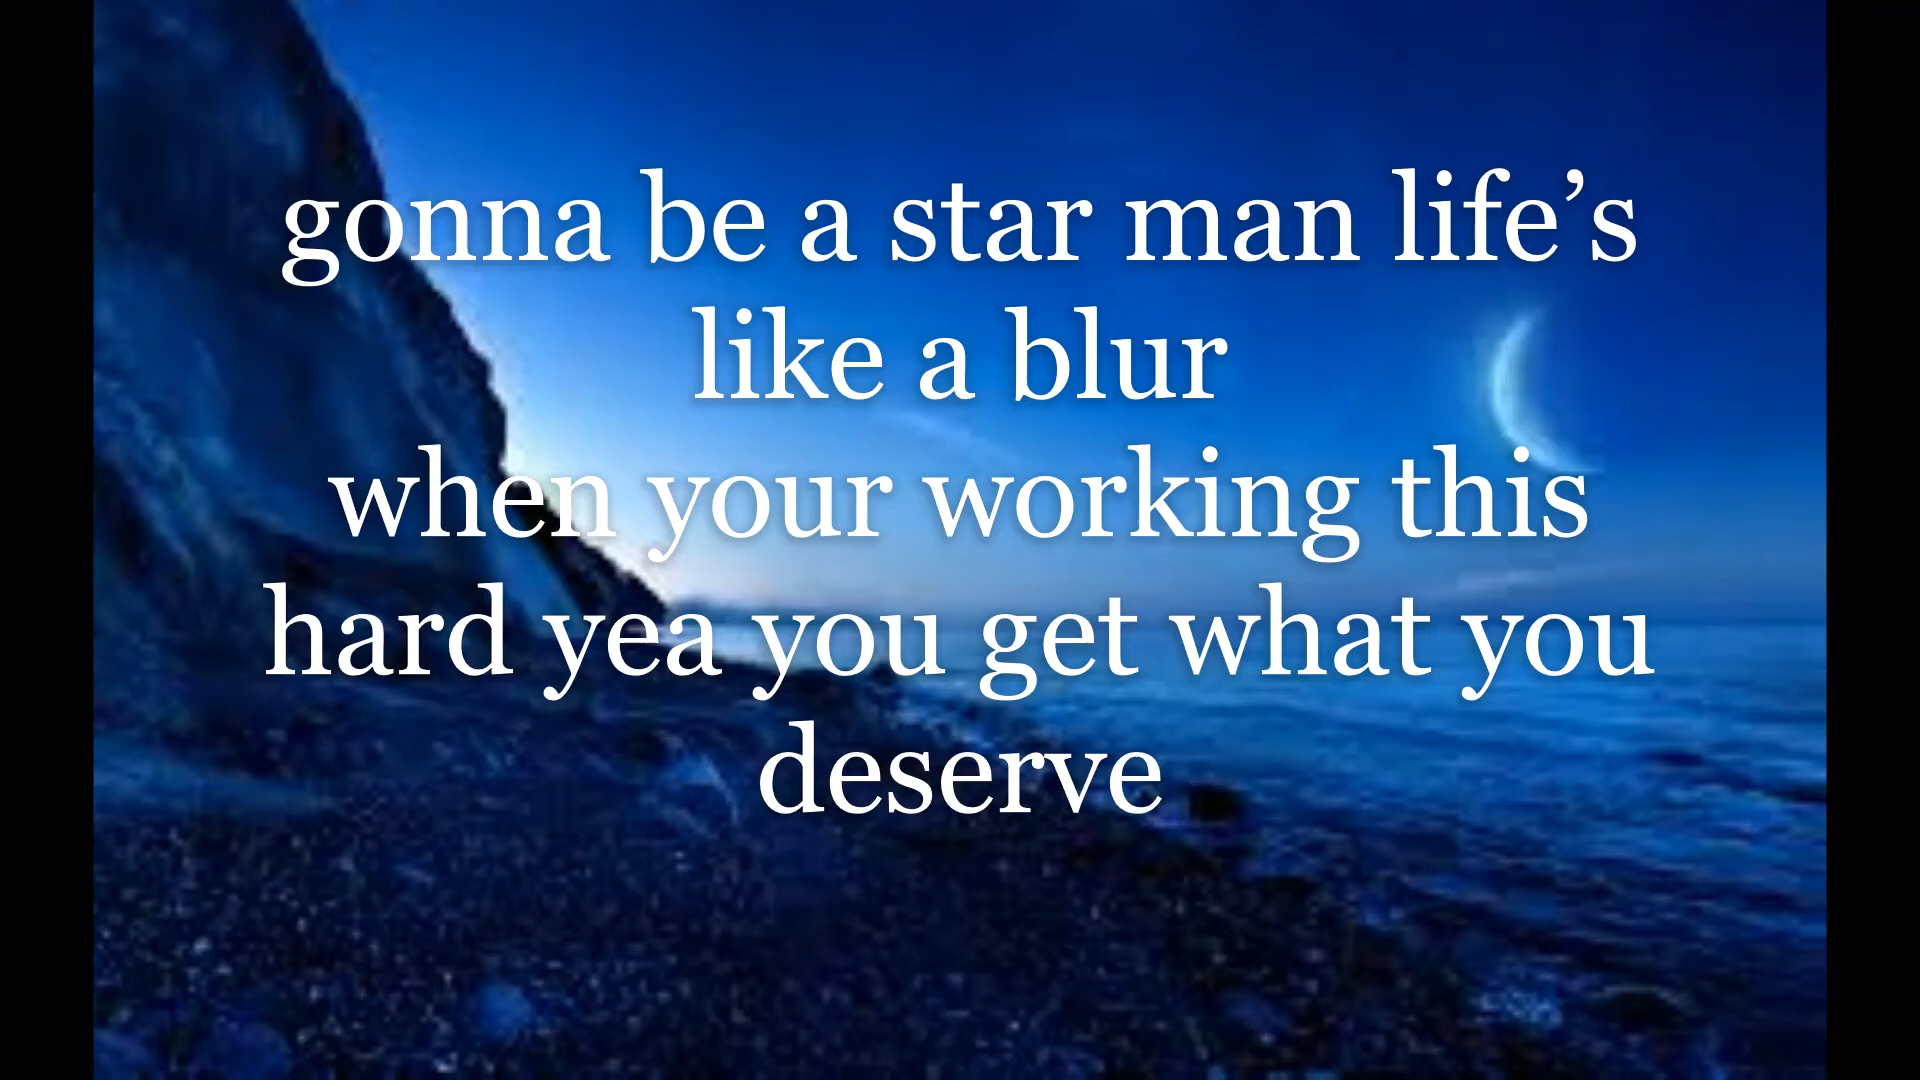 gonna be a star man life’s
like a blur
when your working this
hard yea you get what you
deserve